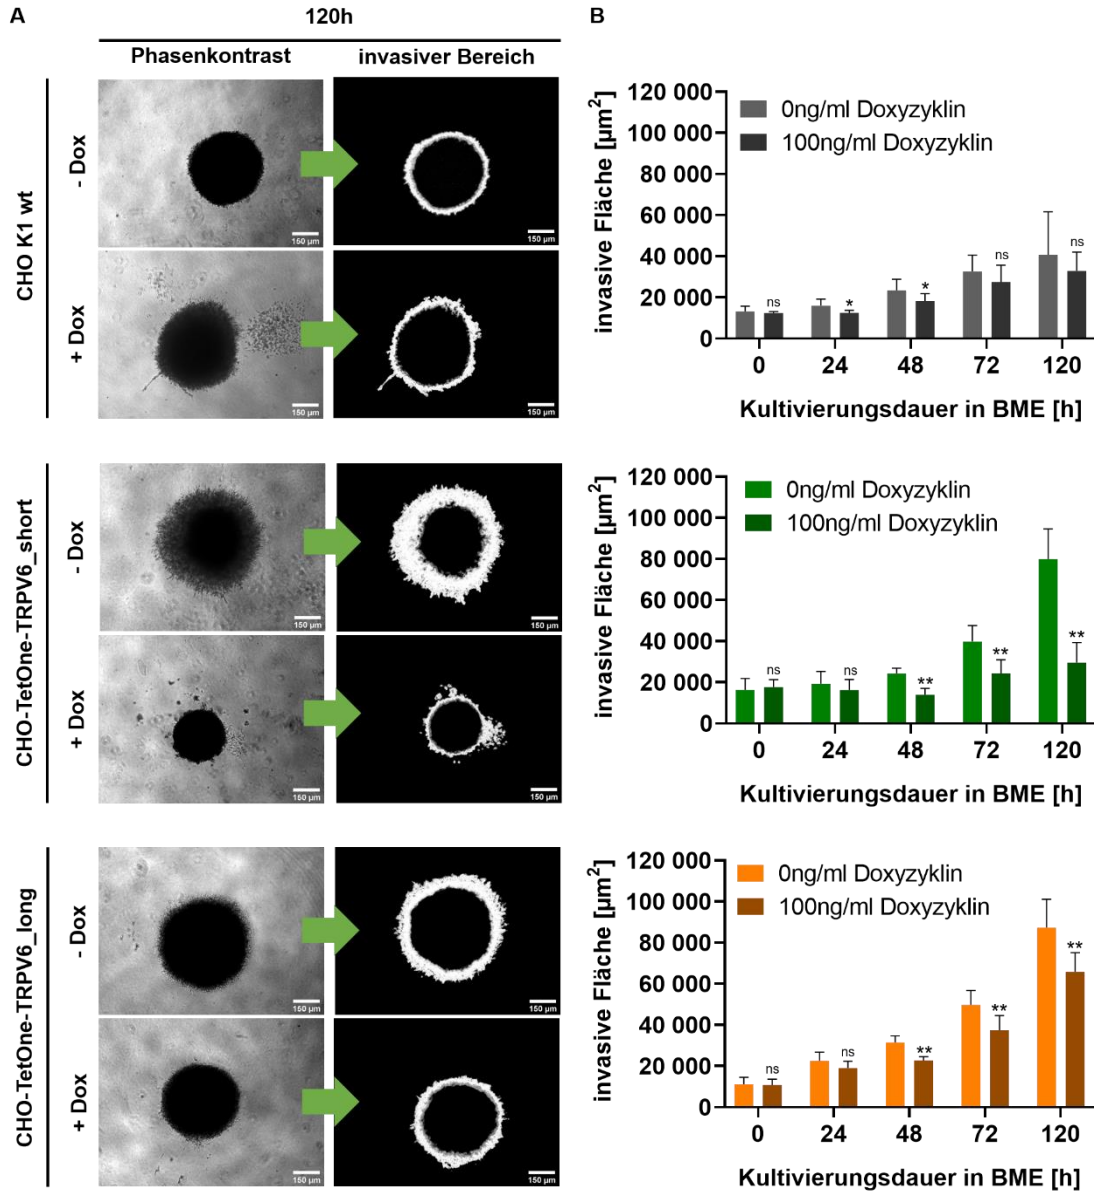 A
120h
Phasenkontrast
invasiver Bereich
CHO K1 wt
- Dox
150 µm
150 µm
+ Dox
150 µm
150 µm
CHO-TetOne-TRPV6_short
- Dox
150 µm
150 µm
+ Dox
150 µm
150 µm
CHO-TetOne-TRPV6_long
- Dox
150 µm
150 µm
+ Dox
150 µm
150 µm
B
invasive Fläche [µm²]
120 000
100 000
80 000
60 000
40 000
20 000
0
0ng/ml Doxyzyklin
100ng/ml Doxyzyklin
ns * * ns ns
0 24 48 72 120
Kultivierungsdauer in BME [h]
invasive Fläche [µm²]
120 000
100 000
80 000
60 000
40 000
20 000
0
0ng/ml Doxyzyklin
100ng/ml Doxyzyklin
ns ns ** ** **
0 24 48 72 120
Kultivierungsdauer in BME [h]
invasive Fläche [µm²]
120 000
100 000
80 000
60 000
40 000
20 000
0
0ng/ml Doxyzyklin
100ng/ml Doxyzyklin
ns ns ** ** **
0 24 48 72 120
Kultivierungsdauer in BME [h]